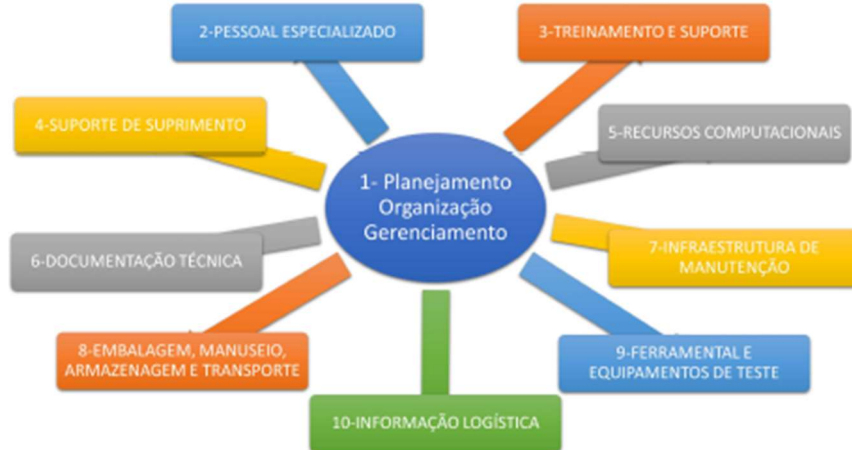 2-PESSOAL ESPECIALIZADO
3-TREINAMENTO E SUPORTE
4-SUPORTE DE SUPRIMENTO
5-RECURSOS COMPUTACIONAIS
1- Planejamento
Organização
Gerenciamento
6-DOCUMENTAÇÃO TÉCNICA
7-INFRAESTRUTURA DE
MANUTENÇÃO
8-EMBALAGEM, MANUSEIO,
ARMAZENAGEM E TRANSPORTE
9-FERRAMENTAL E
EQUIPAMENTOS DE TESTE
10-INFORMAÇÃO LOGÍSTICA